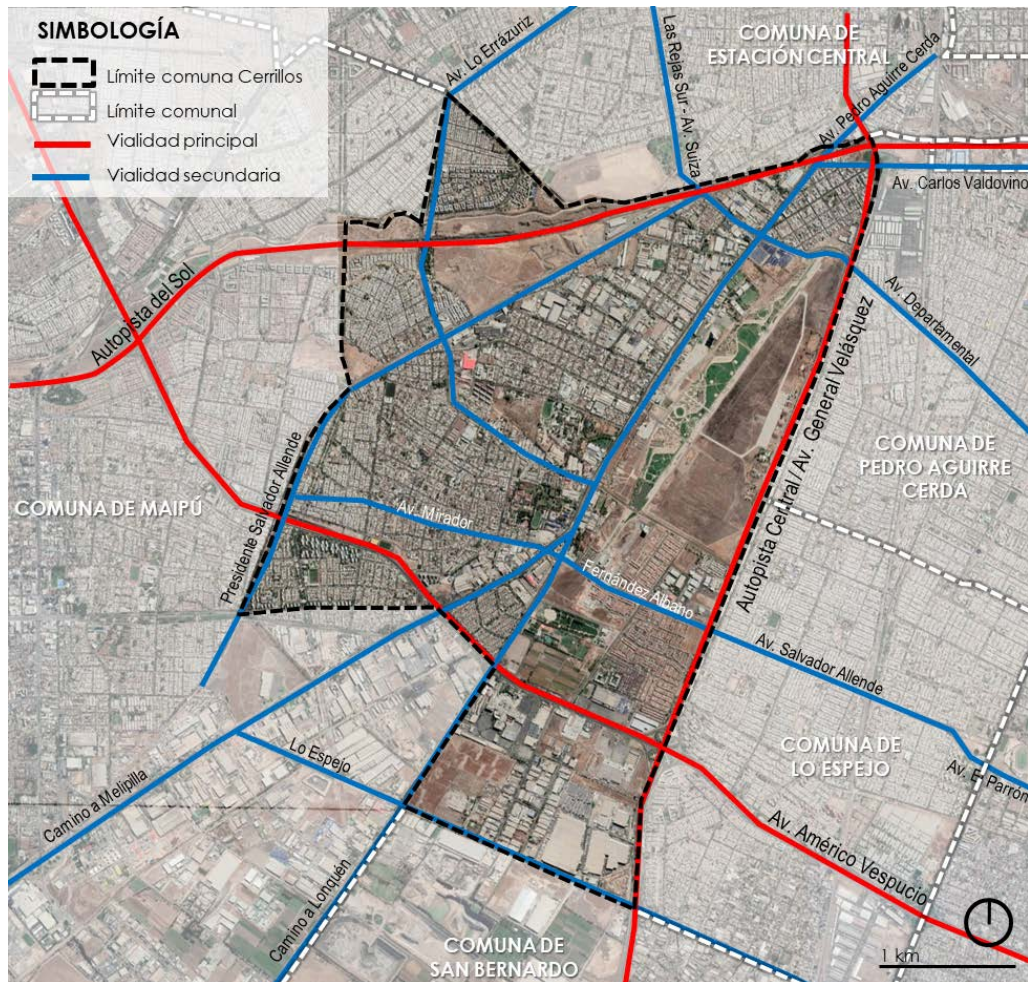 SIMBOLOGÍA
Límite comuna Cerrillos
Límite comunal
Vialidad principal
Vialidad secundaria
Av. Lo Errázuriz
Las Rejas Sur - Av. Suiza
COMUNA DE
ESTACIÓN CENTRAL
Av. Pedro Aguirre Cerda
Av. Carlos Valdovino
Autopista del Sol
Av. Departamental
Autopista Central / Av. General Velásquez
COMUNA DE
PEDRO AGUIRRE
CERDA
COMUNA DE MAIPÚ
Presidente Salvador Allende
Av. Mirador
Fernández Albano
Av. Salvador Allende
Lo Espejo
COMUNA DE
LO ESPEJO
Av. El Parrón
Camino a Melipilla
Av. Américo Vespucio
Camino a Lonquén
COMUNA DE
SAN BERNARDO
1 km